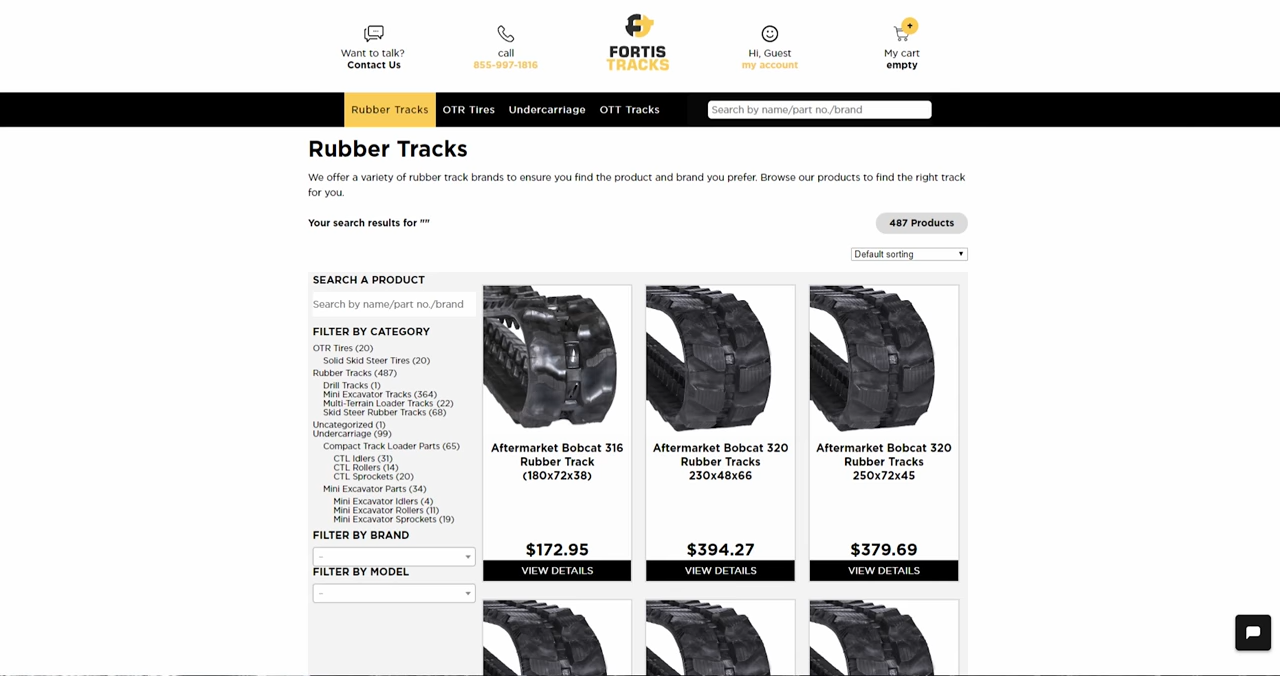 Want to talk?
Contact Us
call
855-997-1816
FORTIS
TRACKS
Hi, Guest
my account
+
My cart
empty
Rubber Tracks
OTR Tires
Undercarriage
OTT Tracks
Search by name/part no./brand
Rubber Tracks
We offer a variety of rubber track brands to ensure you find the product and brand you prefer. Browse our products to find the right track
for you.
Your search results for ""
487 Products
Default sorting
SEARCH A PRODUCT
Search by name/part no./brand
FILTER BY CATEGORY
OTR Tires (20)
Solid Skid Steer Tires (20)
Rubber Tracks (487)
Drill Tracks (1)
Mini Excavator Tracks (364)
Multi-Terrain Loader Tracks (22)
Skid Steer Rubber Tracks (68)
Uncategorized (1)
Undercarriage (99)
Compact Track Loader Parts (65)
CTL Idlers (31)
CTL Rollers (14)
CTL Sprockets (20)
Mini Excavator Parts (34)
Mini Excavator Idlers (4)
Mini Excavator Rollers (11)
Mini Excavator Sprockets (19)
FILTER BY BRAND
–
FILTER BY MODEL
–
Aftermarket Bobcat 316
Rubber Track
(180x72x38)
$172.95
VIEW DETAILS
Aftermarket Bobcat 320
Rubber Tracks
230x48x66
$394.27
VIEW DETAILS
Aftermarket Bobcat 320
Rubber Tracks
250x72x45
$379.69
VIEW DETAILS